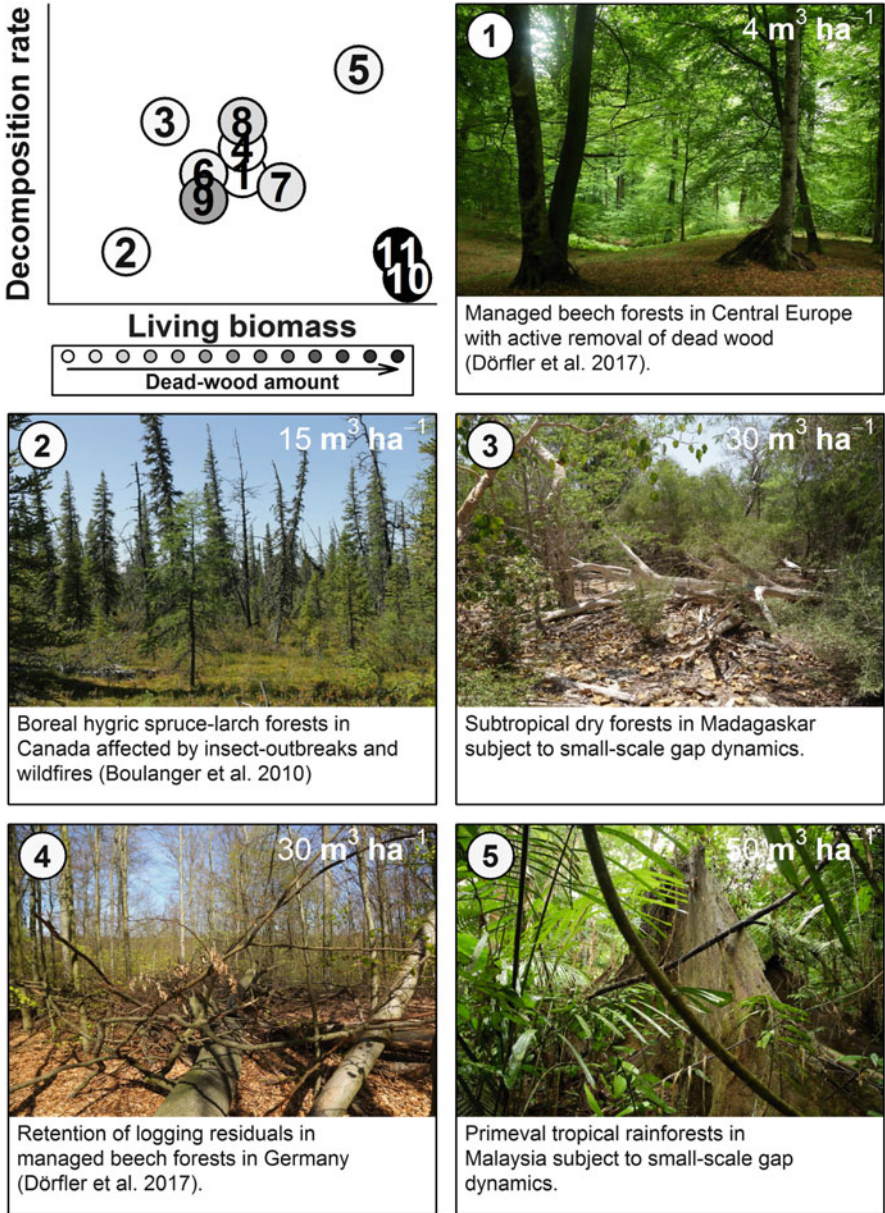 Decomposition rate
5
3
8
4
6
1
7
9
2
11
10
Living biomass
Dead-wood amount
1
4 m³ ha⁻¹
Managed beech forests in Central Europe
with active removal of dead wood
(Dörfler et al. 2017).
2
15 m³ ha⁻¹
Boreal hygric spruce-larch forests in
Canada affected by insect-outbreaks and
wildfires (Boulanger et al. 2010)
3
30 m³ ha⁻¹
Subtropical dry forests in Madagaskar
subject to small-scale gap dynamics.
4
30 m³ ha⁻¹
Retention of logging residuals in
managed beech forests in Germany
(Dörfler et al. 2017).
5
50 m³ ha⁻¹
Primeval tropical rainforests in
Malaysia subject to small-scale gap
dynamics.